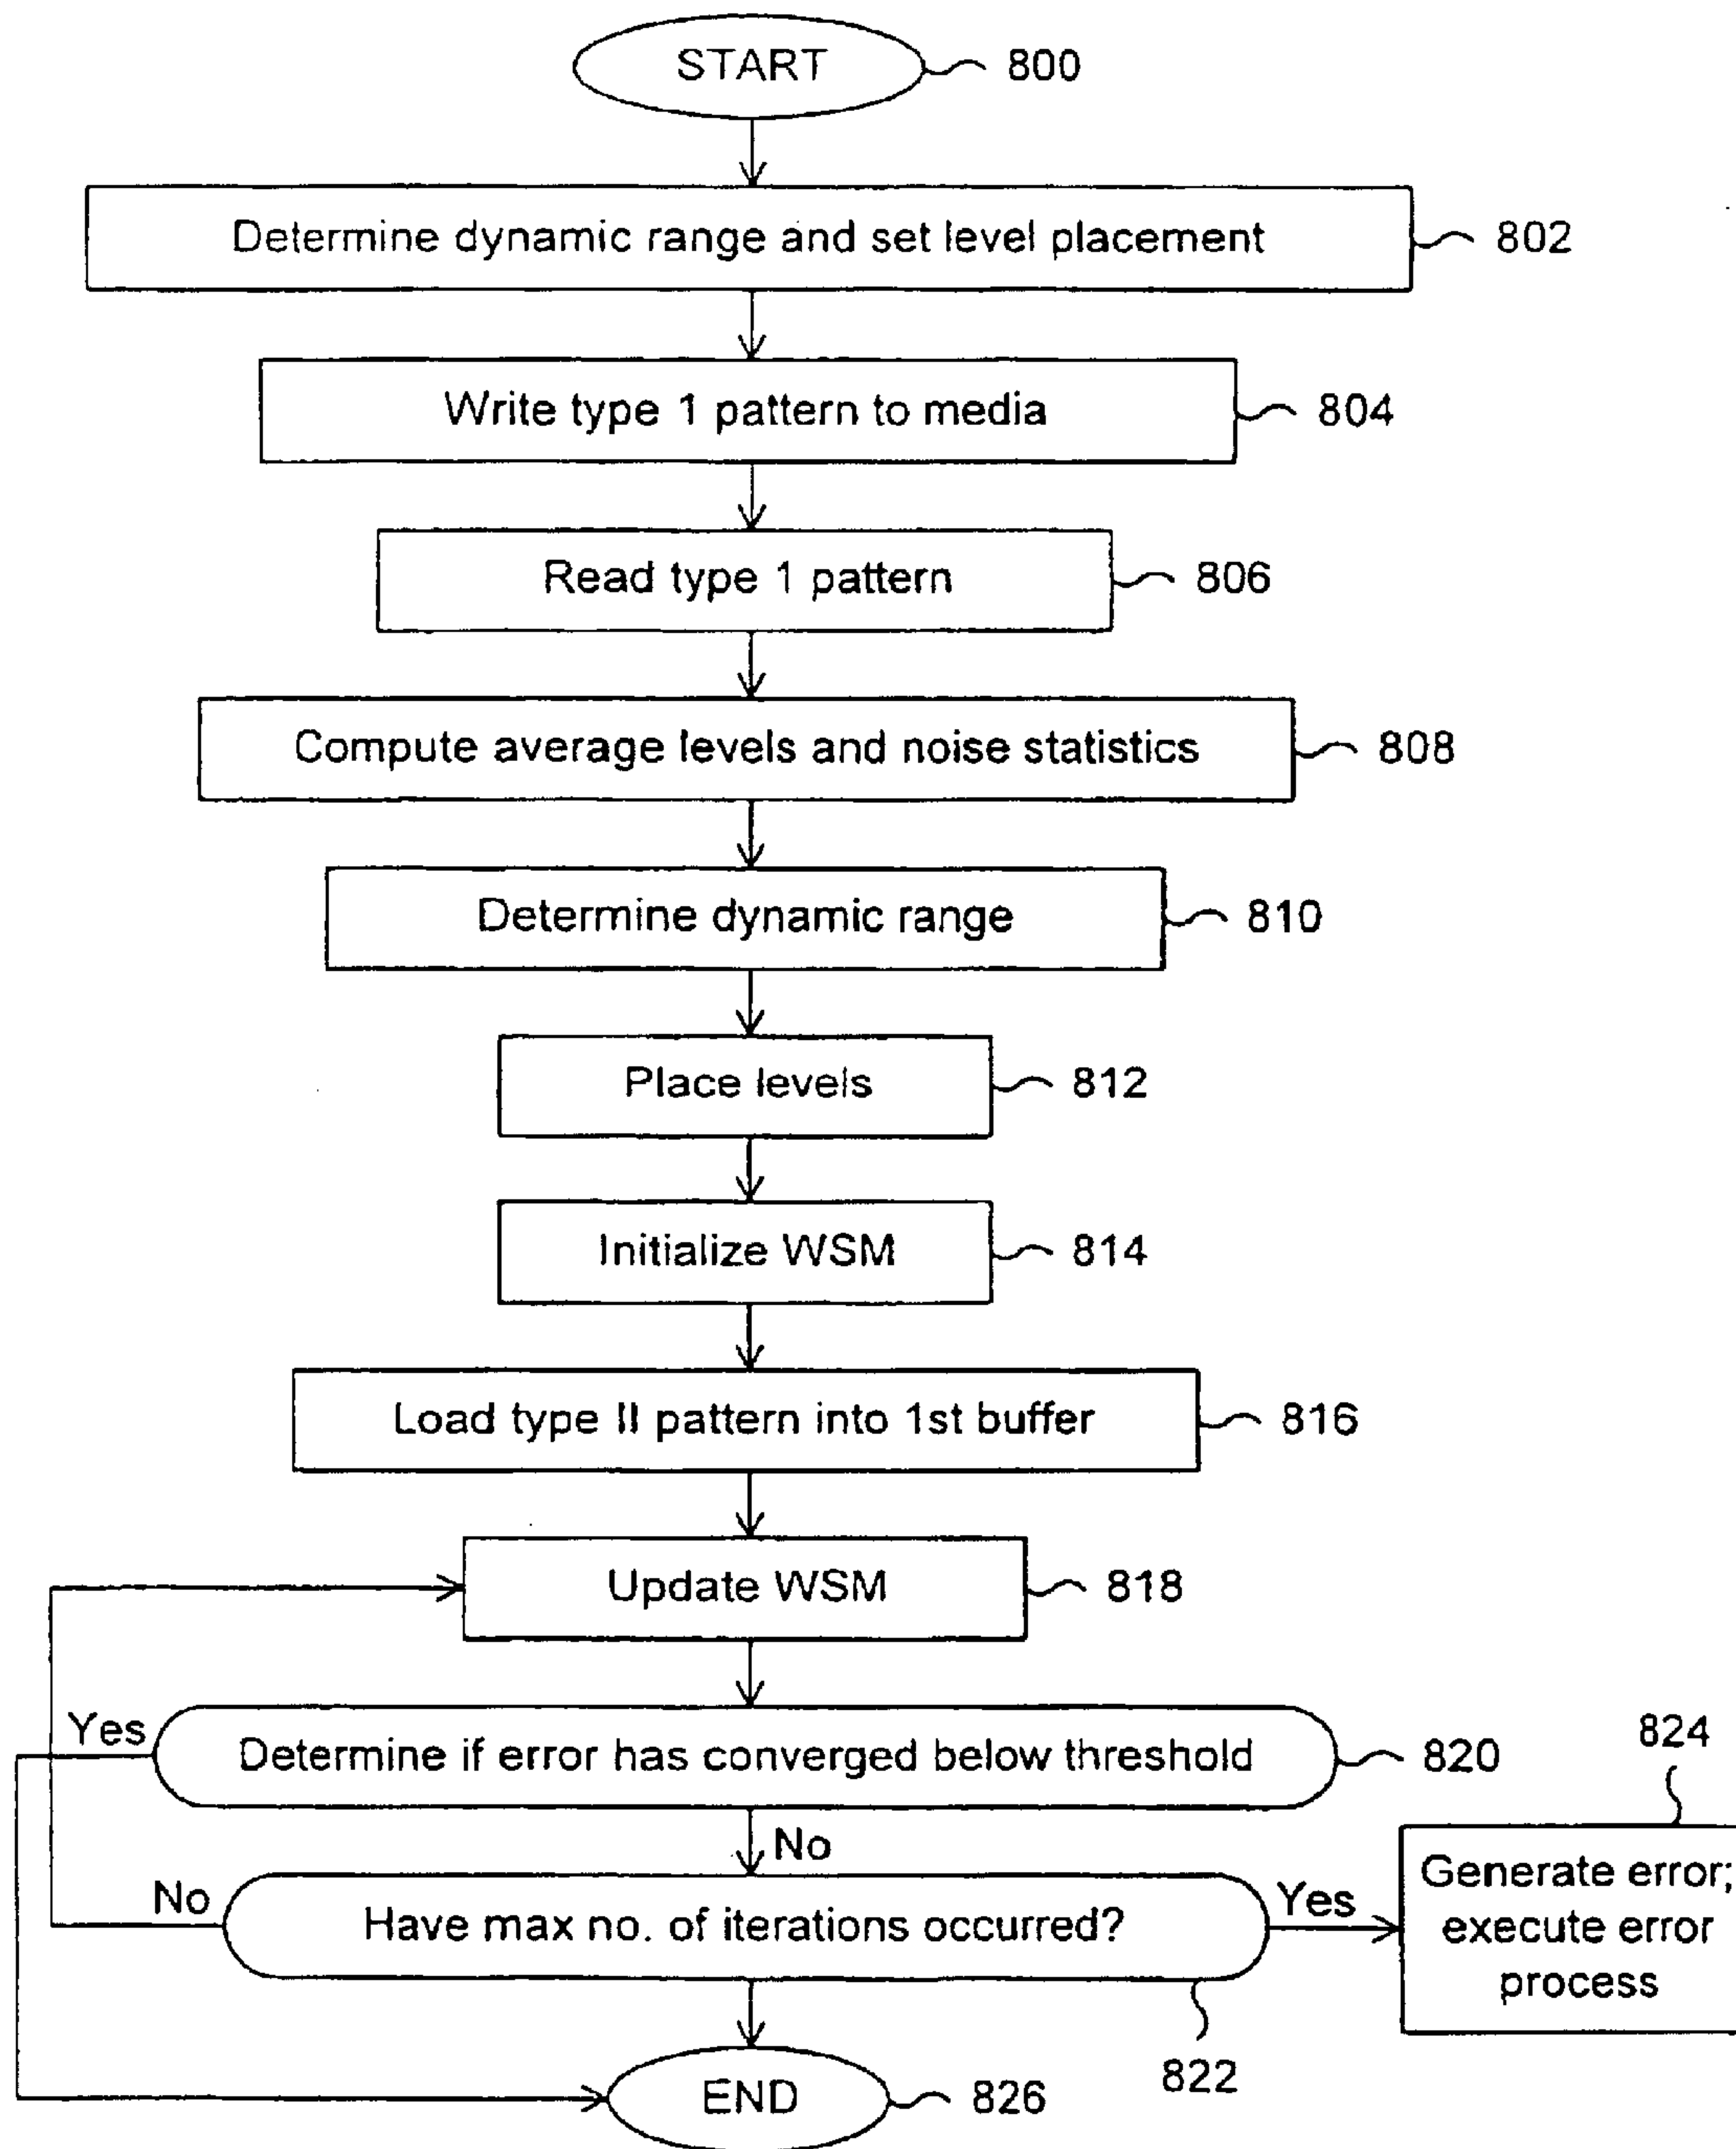 START 800
Determine dynamic range and set level placement 802
Write type 1 pattern to media 804
Read type 1 pattern 806
Compute average levels and noise statistics 808
Determine dynamic range 810
Place levels 812
Initialize WSM 814
Load type II pattern into 1st buffer 816
Update WSM 818
Yes
Determine if error has converged below threshold 820
No
No
Have max no. of iterations occurred?
Yes
822
824
Generate error;
execute error
process
END 826